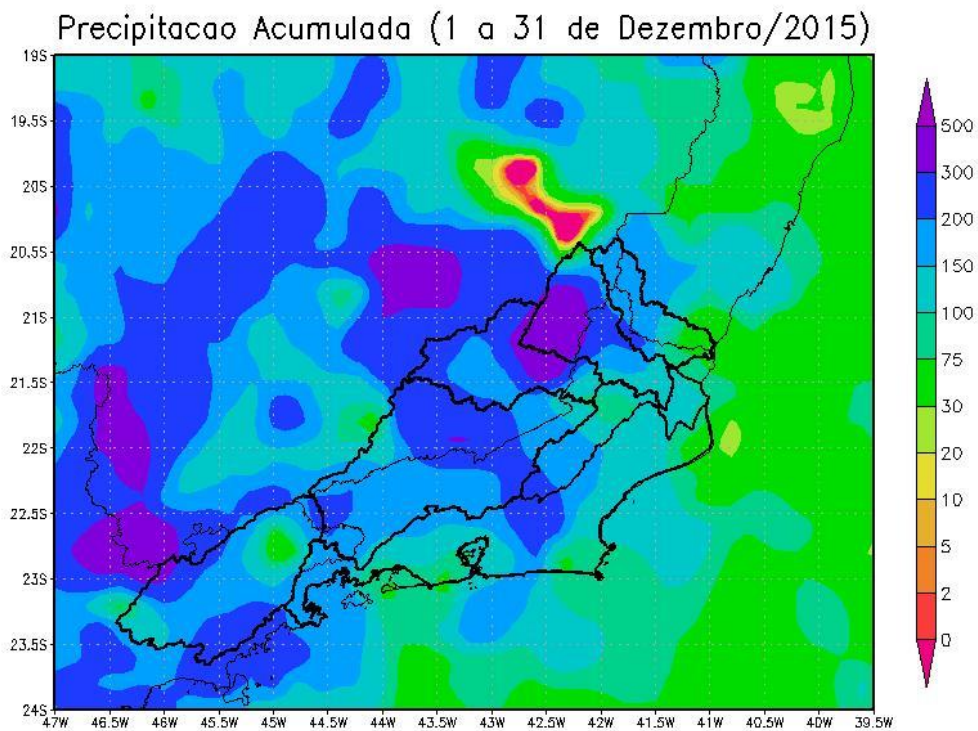 Precipitacao Acumulada (1 a 31 de Dezembro/2015)
19S
19.5S
20S
20.5S
21S
21.5S
22S
22.5S
23S
23.5S
24S
47W 46.5W 46W 45.5W 45W 44.5W 44W 43.5W 43W 42.5W 42W 41.5W 41W 40.5W 40W 39.5W
500
300
200
150
100
75
30
20
10
5
2
0